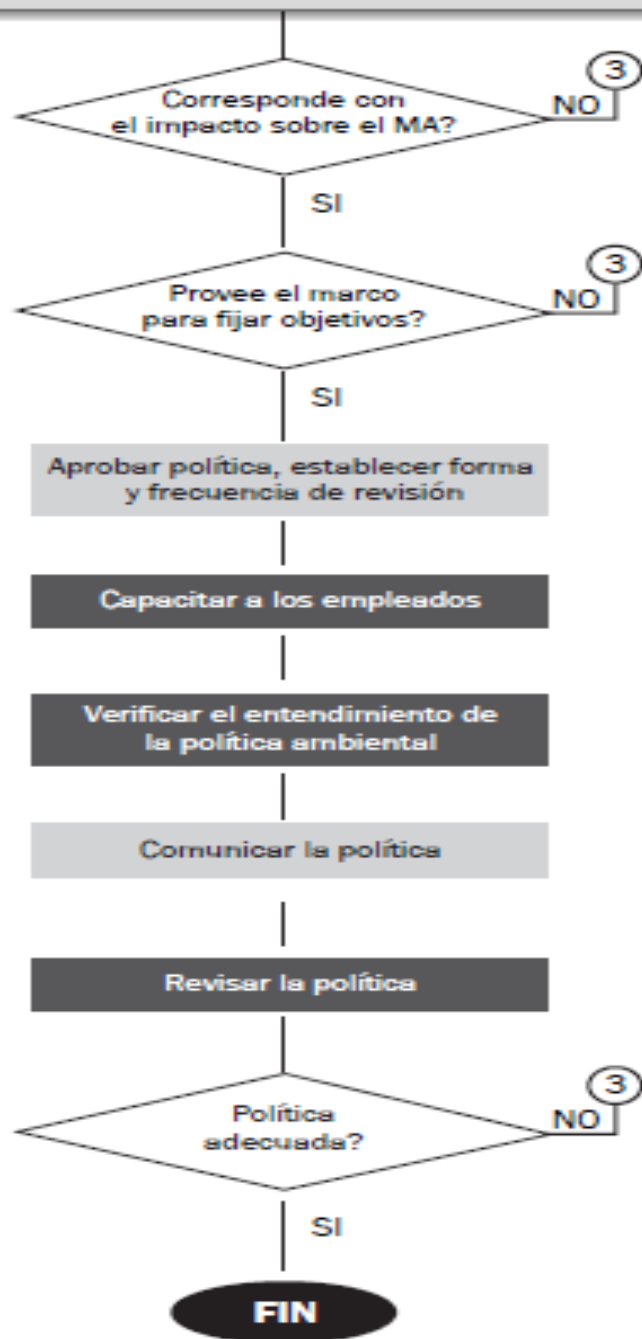 3
Corresponde con
el impacto sobre el MA?
NO
SI
3
Provee el marco
para fijar objetivos?
NO
SI
Aprobar política, establecer forma
y frecuencia de revisión
Capacitar a los empleados
Verificar el entendimiento de
la política ambiental
Comunicar la política
Revisar la política
3
Política
adecuada?
NO
SI
FIN